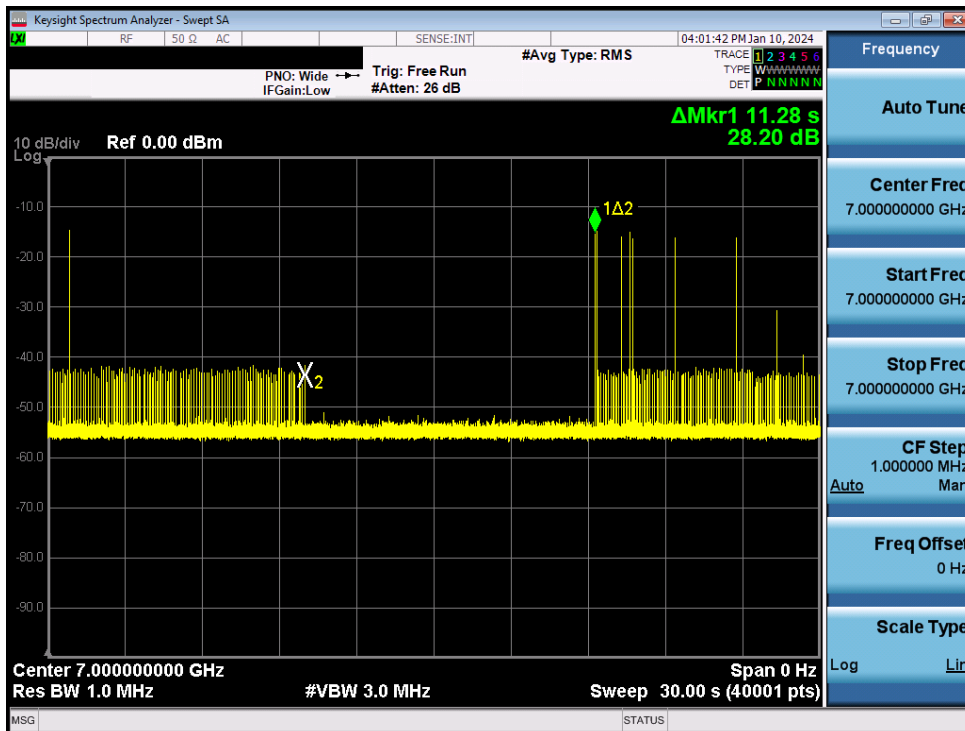 Keysight Spectrum Analyzer - Swept SA
LXI
RF
50 Ω AC
SENSE:INT
04:01:42 PM Jan 10, 2024
Frequency
PNO: Wide
IFGain:Low
Trig: Free Run
#Atten: 26 dB
#Avg Type: RMS
TRACE 1 2 3 4 5 6
TYPE W W W W W W
DET P N N N N N
ΔMkr1 11.28 s
28.20 dB
10 dB/div
Log
Ref 0.00 dBm
1Δ2
X2
-10.0
-20.0
-30.0
-40.0
-50.0
-60.0
-70.0
-80.0
-90.0
Center 7.000000000 GHz
Span 0 Hz
Res BW 1.0 MHz
#VBW 3.0 MHz
Sweep 30.00 s (40001 pts)
MSG
STATUS
Auto Tune
Center Freq
7.000000000 GHz
Start Freq
7.000000000 GHz
Stop Freq
7.000000000 GHz
CF Step
1.000000 MHz
Auto Man
Freq Offset
0 Hz
Scale Type
Log Lin